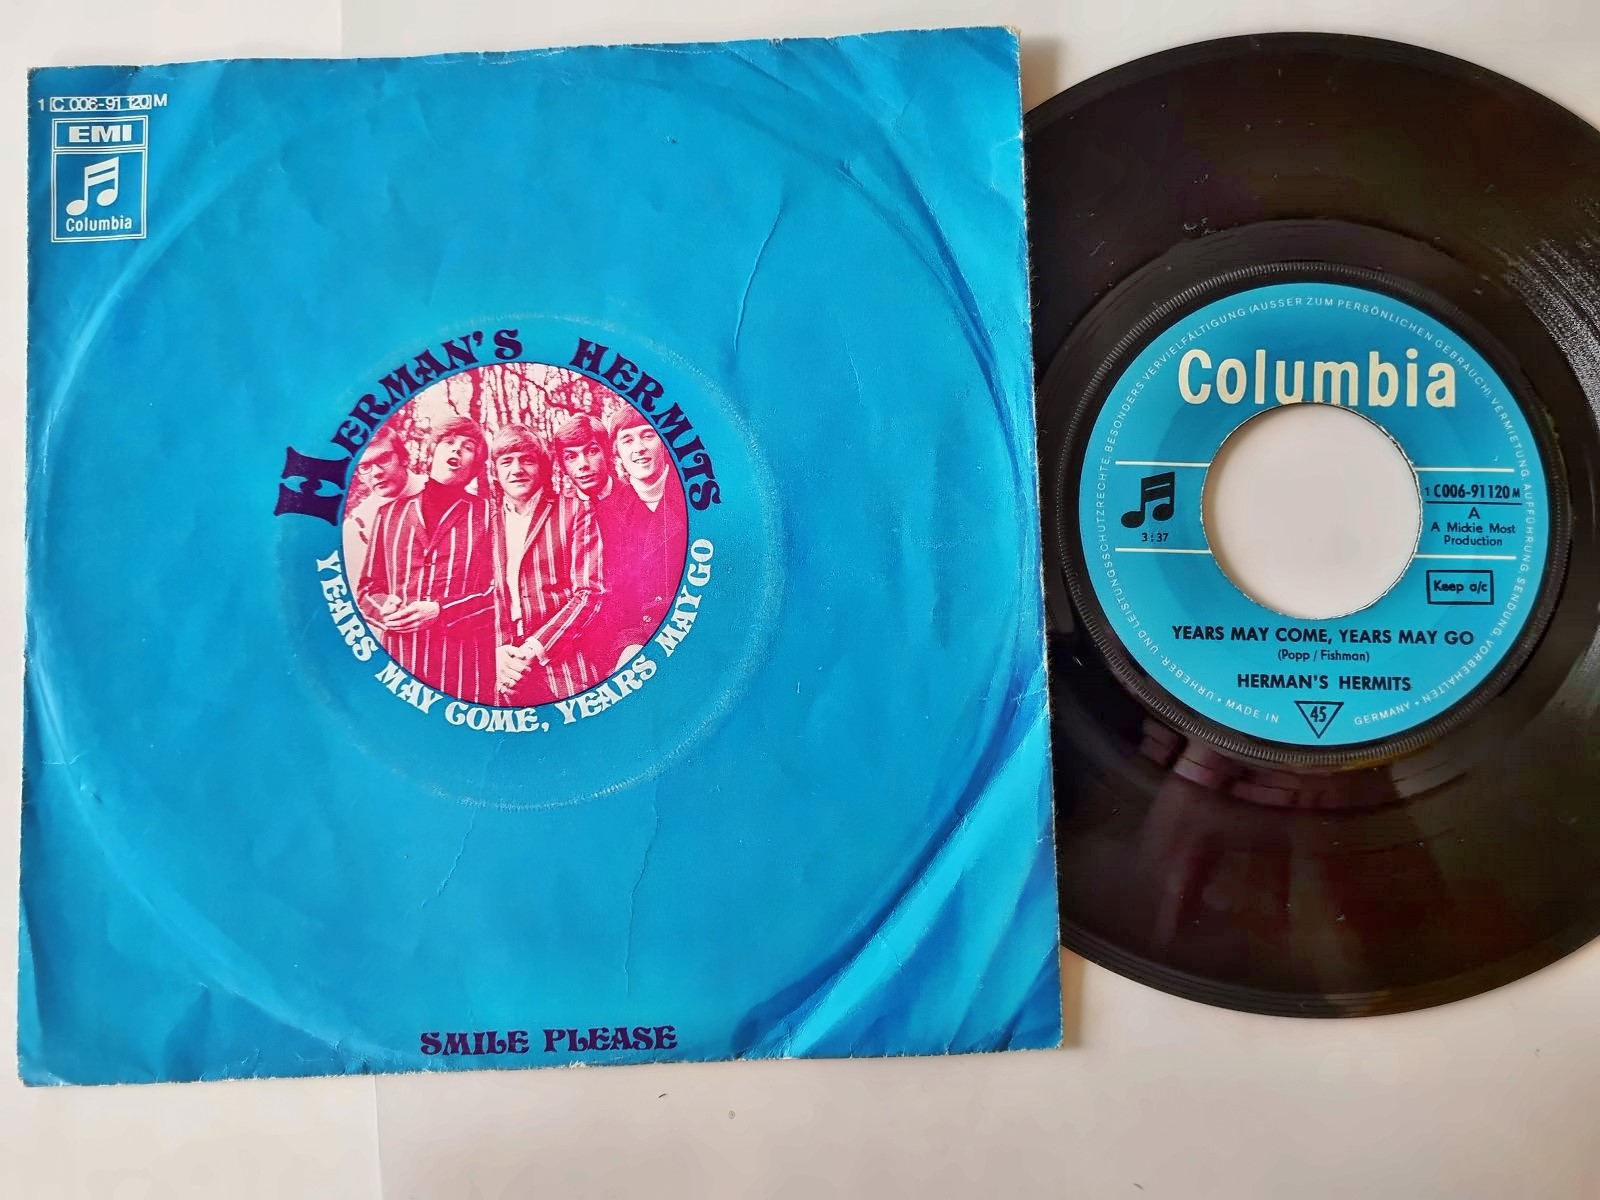 1 C 006-91 120 M
EMI
Columbia
HERMAN'S HERMITS
YEARS MAY COME, YEARS MAY GO
SMILE PLEASE
URHEBER- UND LEISTUNGSSCHUTZRECHTE, BESONDERS VERVIELFÄLTIGUNG (AUSSER ZUM PERSÖNLICHEN GEBRAUCH), VERMIETUNG, AUFFÜHRUNG, SENDUNG, VORBEHALTEN
Columbia
1 C006-91120 M
A
A Mickie Most
Production
3:37
Keep a/c
YEARS MAY COME, YEARS MAY GO
(Popp / Fishman)
HERMAN'S HERMITS
MADE IN
45
GERMANY